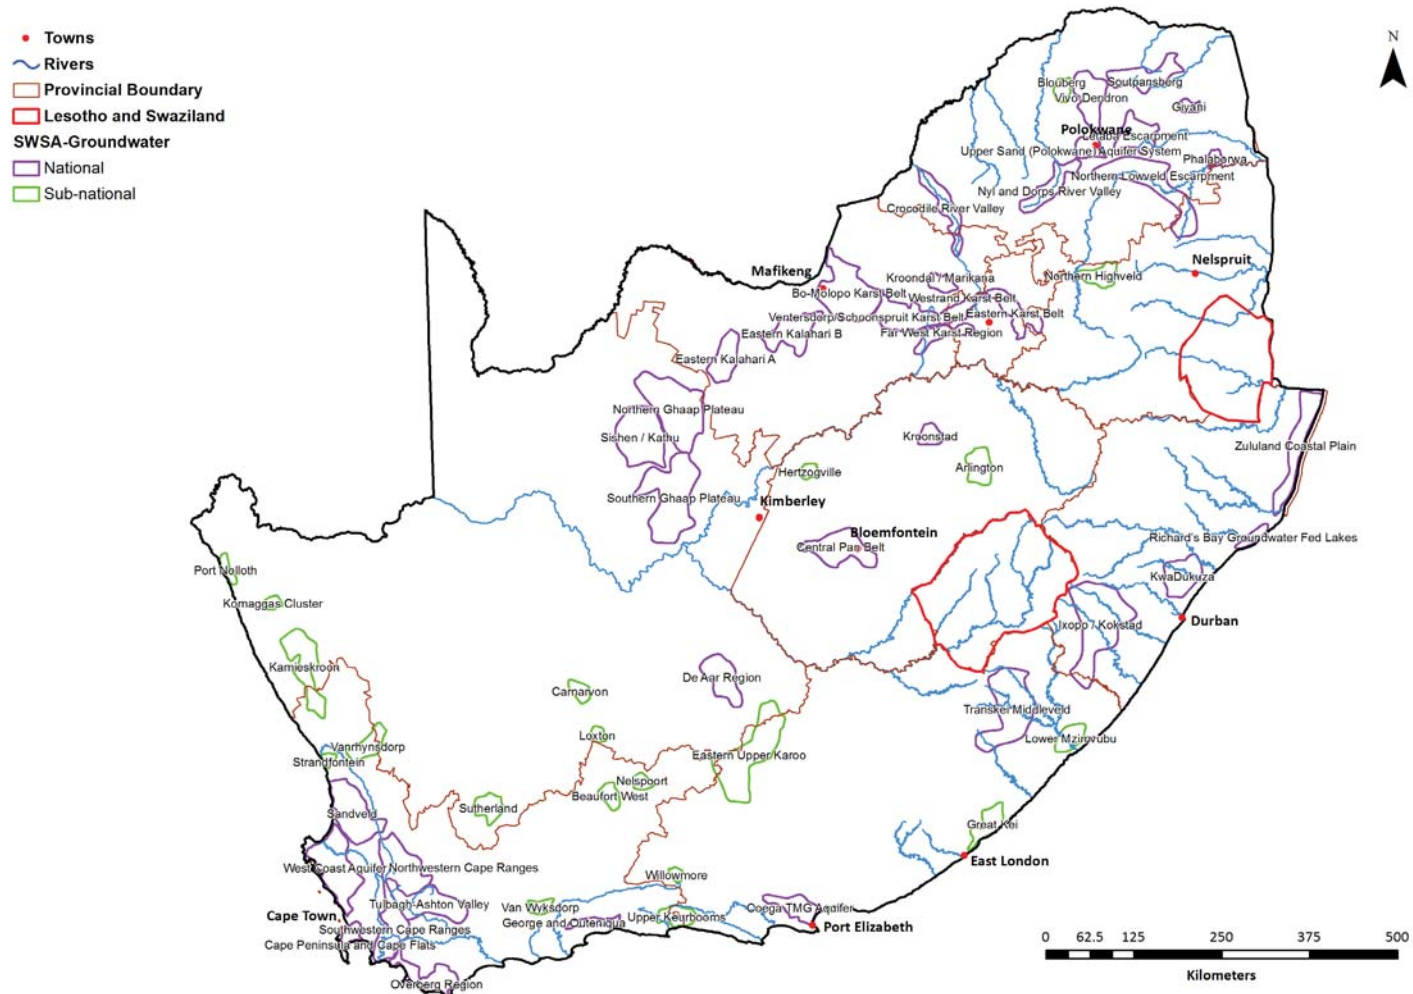 Towns
Rivers
Provincial Boundary
Lesotho and Swaziland
SWSA-Groundwater
National
Sub-national
N
Blouberg
Soutpansberg
Vivo-Dendron
Giyani
Polokwane
Letaba Escarpment
Upper Sand (Polokwane) Aquifer System
Phalaborwa
Northern Lowveld Escarpment
Nyl and Dorps River Valley
Crocodile River Valley
Nelspruit
Mafikeng
Kroondal / Marikana
Northern Highveld
Bo-Molopo Karst Belt
Westrand Karst Belt
Ventersdorp/Schoonspruit Karst Belt
Eastern Karst Belt
Eastern Kalahari B
Far West Karst Region
Eastern Kalahari A
Northern Ghaap Plateau
Sishen / Kathu
Kroonstad
Zululand Coastal Plain
Hertzogville
Arlington
Southern Ghaap Plateau
Kimberley
Bloemfontein
Central Pan Belt
Richard's Bay Groundwater Fed Lakes
Port Nolloth
KwaDukuza
Komaggas Cluster
Durban
Ixopo / Kokstad
Kamieskroon
De Aar Region
Carnarvon
Transkei Middleveld
Loxton
Lower Mzimvubu
Vanrhynsdorp
Eastern Upper Karoo
Strandfontein
Nelspoort
Beaufort West
Sutherland
Sandveld
Great Kei
East London
West Coast Aquifer
Northwestern Cape Ranges
Willowmore
Tulbagh-Ashton Valley
Van Wyksdorp
Coega TMG Aquifer
Cape Town
Upper Keurbooms
George and Outeniqua
Port Elizabeth
Southwestern Cape Ranges
Cape Peninsula and Cape Flats
Overberg Region
0 62.5 125 250 375 500
Kilometers